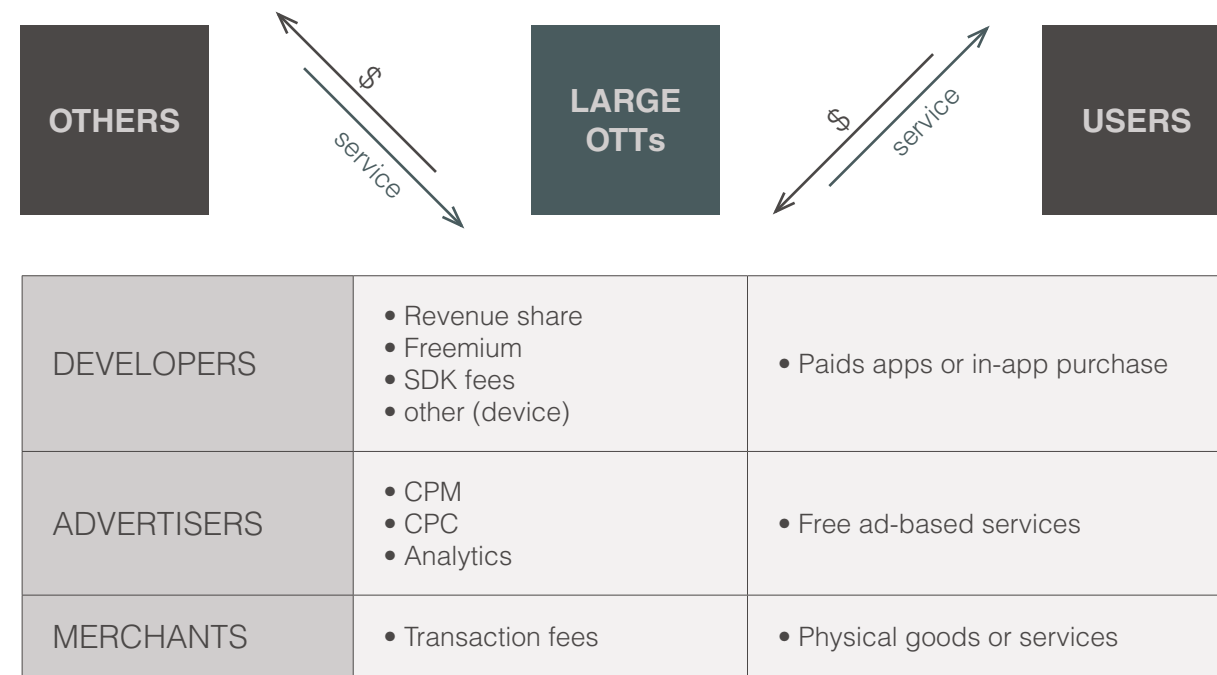 OTHERS
$
service
LARGE
OTTs
$
service
USERS
DEVELOPERS
• Revenue share
• Freemium
• SDK fees
• other (device)
• Paids apps or in-app purchase
ADVERTISERS
• CPM
• CPC
• Analytics
• Free ad-based services
MERCHANTS
• Transaction fees
• Physical goods or services